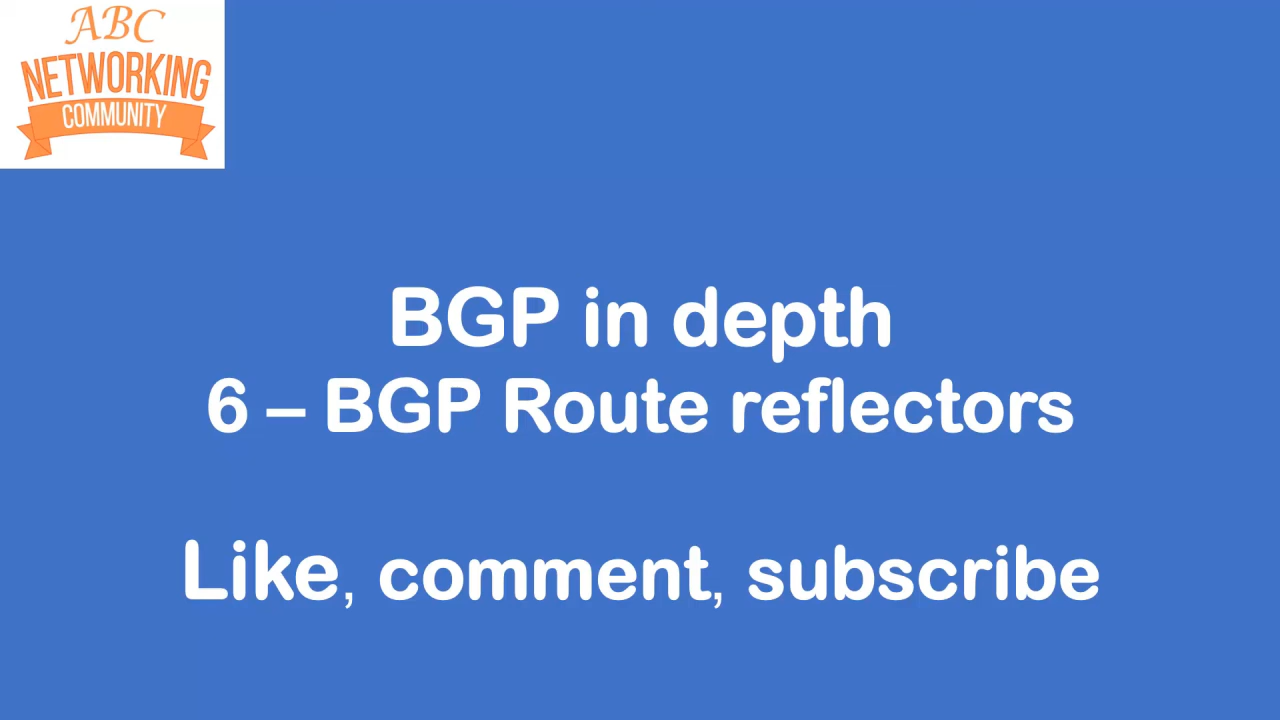 ABC
NETWORKING
COMMUNITY
BGP in depth
6 – BGP Route reflectors
Like, comment, subscribe